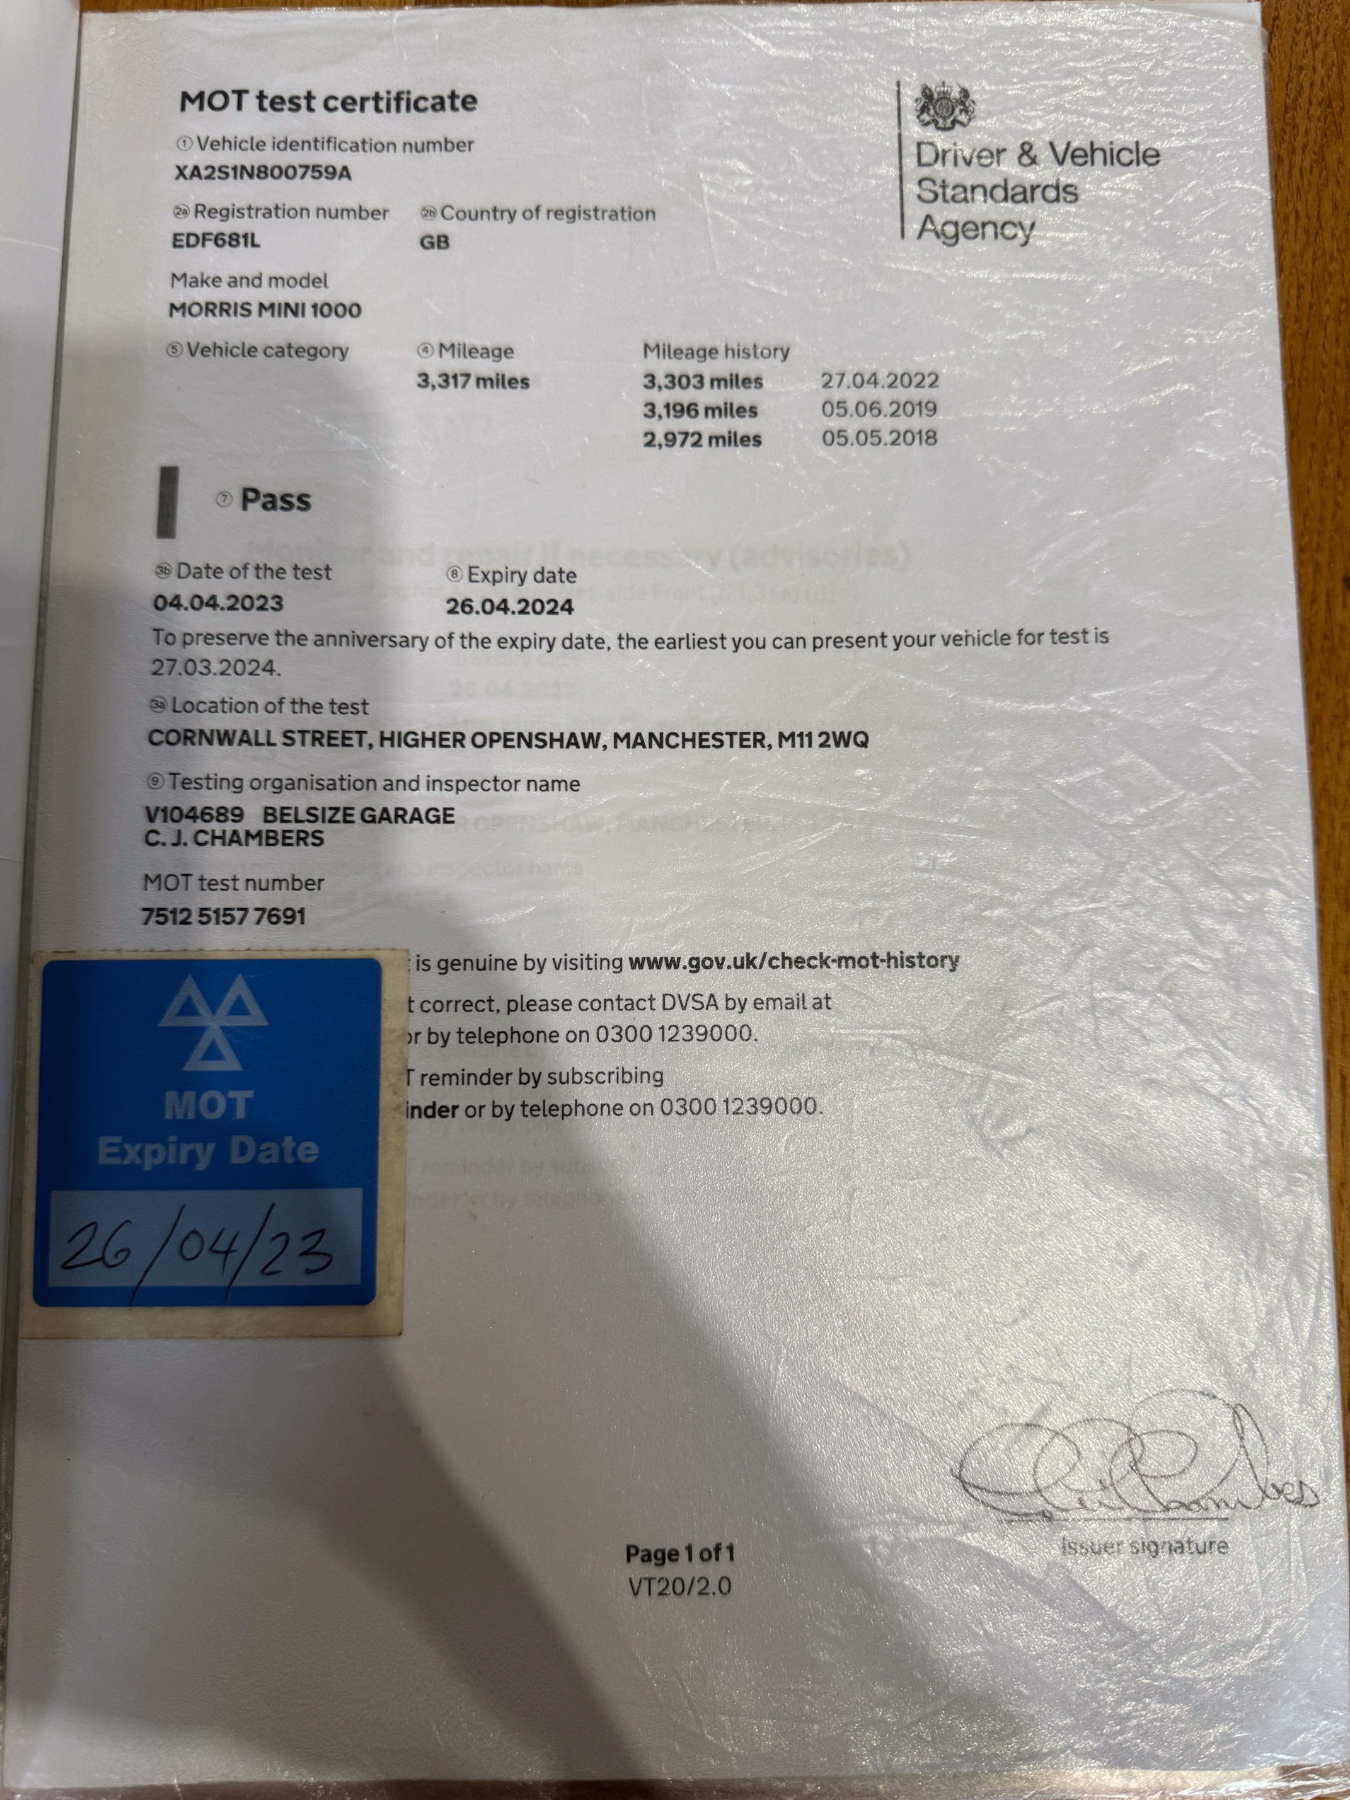 MOT test certificate
Driver & Vehicle
Standards
Agency
① Vehicle identification number
XA2S1N800759A
2a Registration number 2b Country of registration
EDF681L GB
Make and model
MORRIS MINI 1000
⑤ Vehicle category ④ Mileage Mileage history
3,317 miles 3,303 miles 27.04.2022
3,196 miles 05.06.2019
2,972 miles 05.05.2018
⑦ Pass
Monitor and repair if necessary (advisories)
3b Date of the test ⑧ Expiry date
04.04.2023 26.04.2024
To preserve the anniversary of the expiry date, the earliest you can present your vehicle for test is
27.03.2024.
3a Location of the test
CORNWALL STREET, HIGHER OPENSHAW, MANCHESTER, M11 2WQ
⑨ Testing organisation and inspector name
V104689 BELSIZE GARAGE
C. J. CHAMBERS
MOT test number
7512 5157 7691
is genuine by visiting www.gov.uk/check-mot-history
t correct, please contact DVSA by email at
or by telephone on 0300 1239000.
T reminder by subscribing
inder or by telephone on 0300 1239000.
MOT
Expiry Date
26/04/23
Issuer signature
Page 1 of 1
VT20/2.0